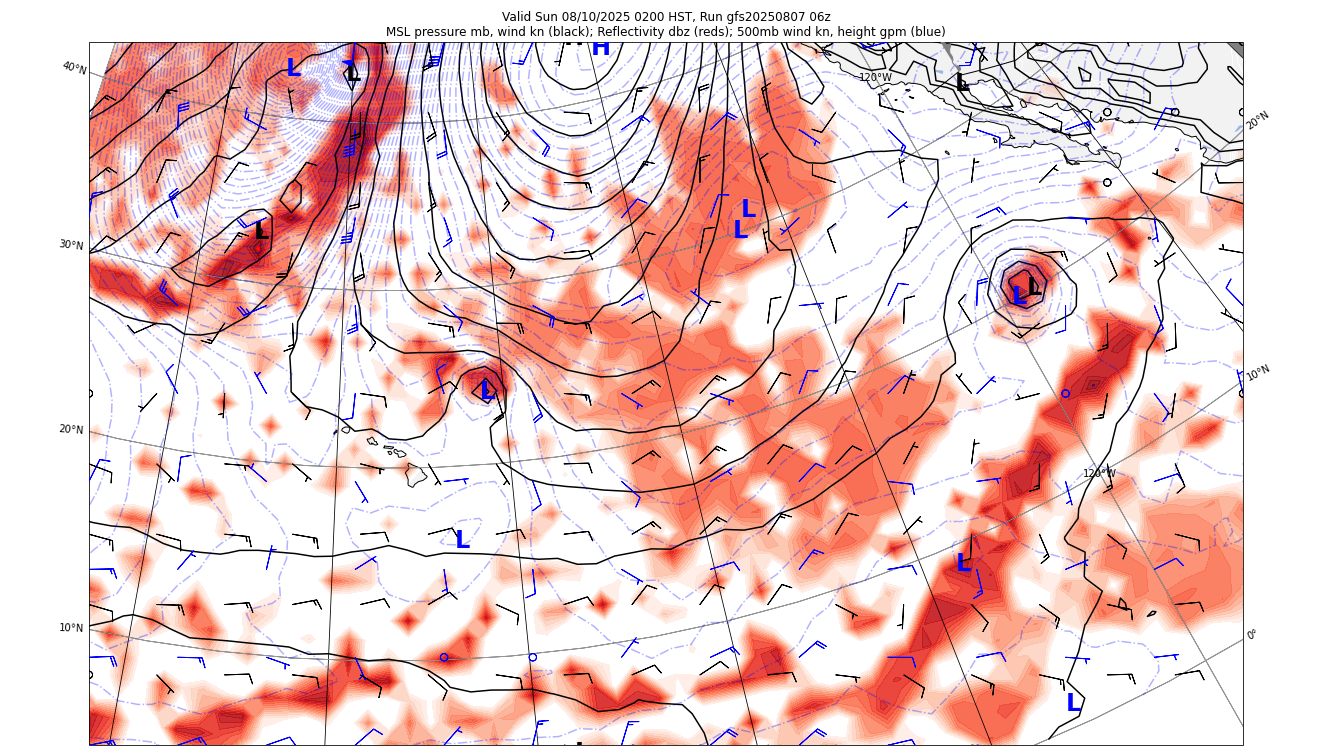 Valid Sun 08/10/2025 0200 HST, Run gfs20250807 06z
MSL pressure mb, wind kn (black); Reflectivity dbz (reds); 500mb wind kn, height gpm (blue)
H
L
L
40°N
120°W
L
20°N
L
L
L
30°N
L
L
10°N
L
20°N
120°W
L
L
10°N
0°
L